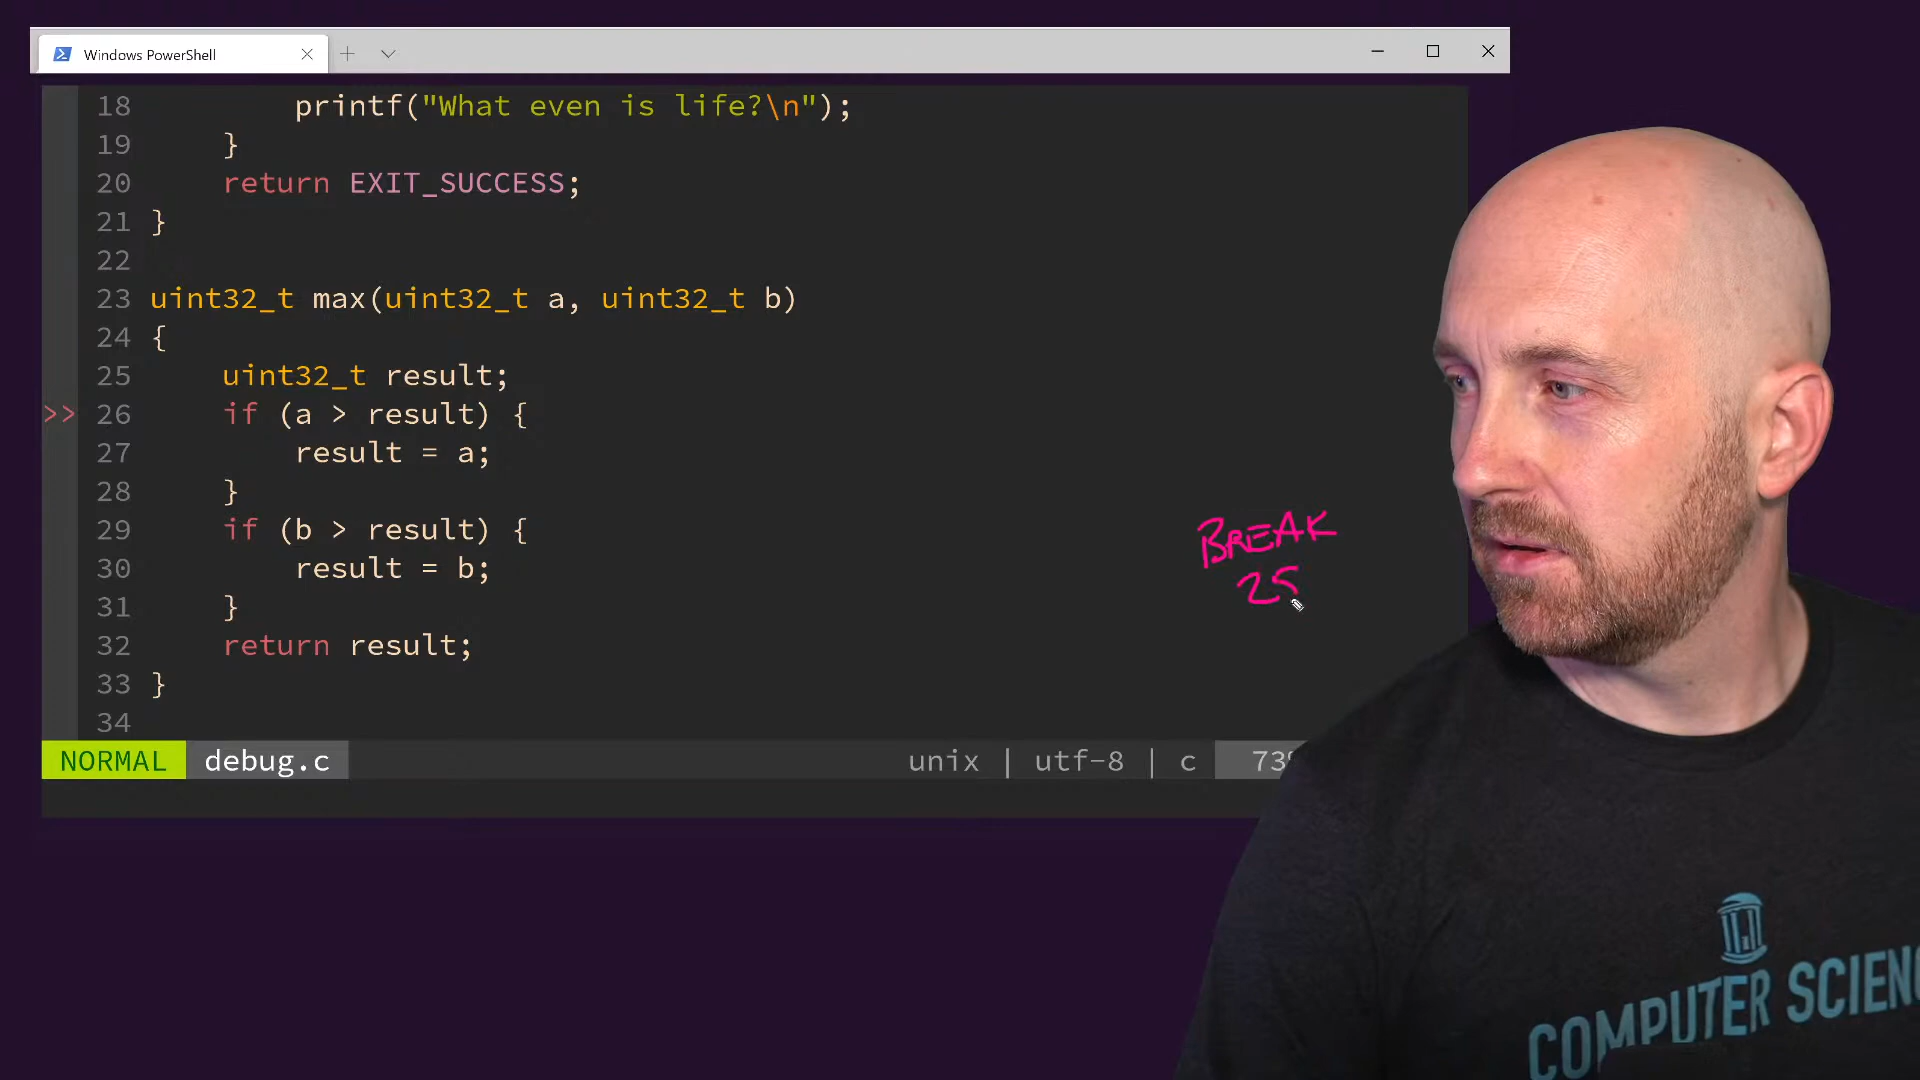 Windows PowerShell
18 printf("What even is life?\n");
19 }
20 return EXIT_SUCCESS;
21 }
22
23 uint32_t max(uint32_t a, uint32_t b)
24 {
25 uint32_t result;
>> 26 if (a > result) {
27 result = a;
28 }
29 if (b > result) {
30 result = b;
31 }
32 return result;
33 }
34
BREAK
25
NORMAL debug.c unix | utf-8 | c 73
COMPUTER SCIEN